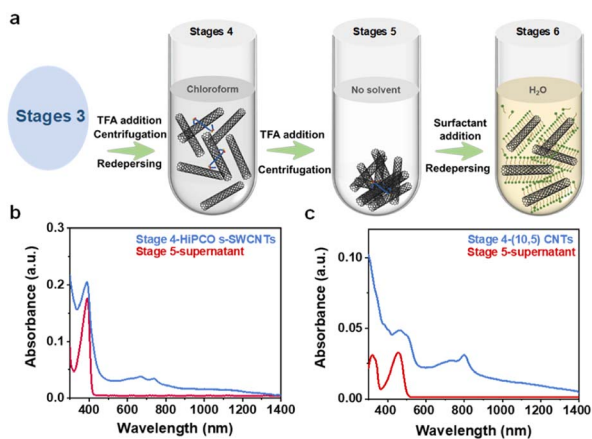 a
Stages 4
Stages 5
Stages 6
Chloroform
No solvent
H₂O
Stages 3
TFA addition
Centrifugation
Redepersing
TFA addition
Centrifugation
Surfactant
addition
Redepersing
b
Stage 4-HiPCO s-SWCNTs
Stage 5-supernatant
Absorbance (a.u.)
0.3
0.2
0.1
0.0
400 600 800 1000 1200 1400
Wavelength (nm)
c
Stage 4-(10,5) CNTs
Stage 5-supernatant
Absorbance (a.u.)
0.10
0.05
0.00
400 600 800 1000 1200 1400
Wavelength (nm)